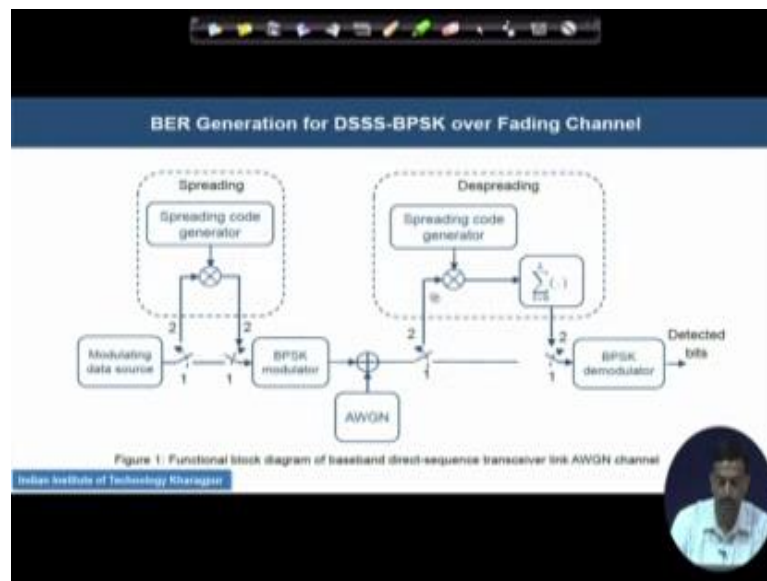 BER Generation for DSSS-BPSK over Fading Channel
Spreading
Spreading code
generator
Despreading
Spreading code
generator
2
2
2
2
Modulating
data source
1
1
BPSK
modulator
1
1
BPSK
demodulator
Detected
bits
AWGN
Figure 1: Functional block diagram of baseband direct-sequence transceiver link AWGN channel
Indian Institute of Technology Kharagpur